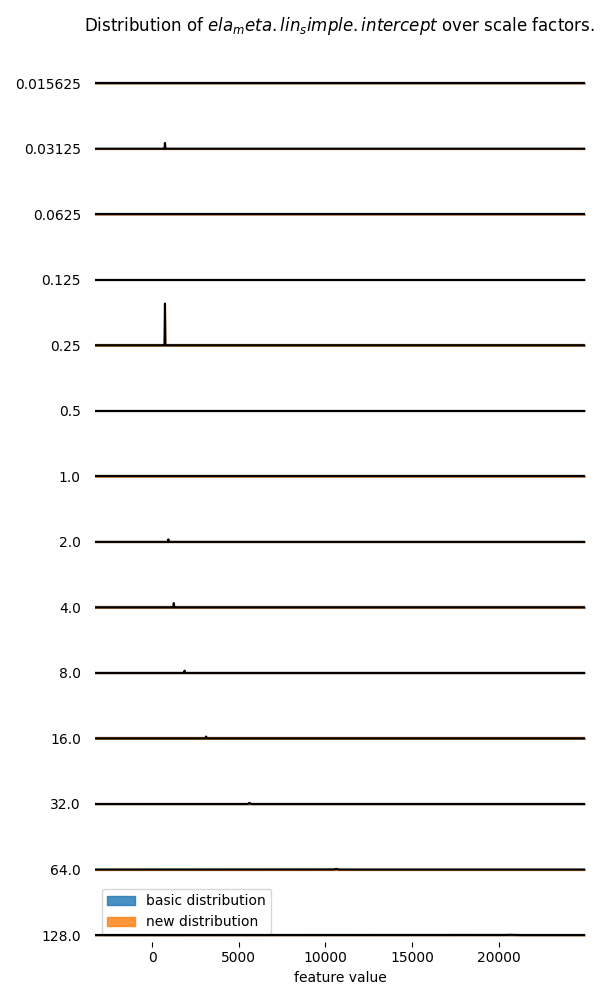 Distribution of elaₘeta.linₛimple.intercept over scale factors.
0.015625
0.03125
0.0625
0.125
0.25
0.5
1.0
2.0
4.0
8.0
16.0
32.0
64.0
basic distribution
new distribution
128.0
0 5000 10000 15000 20000
feature value